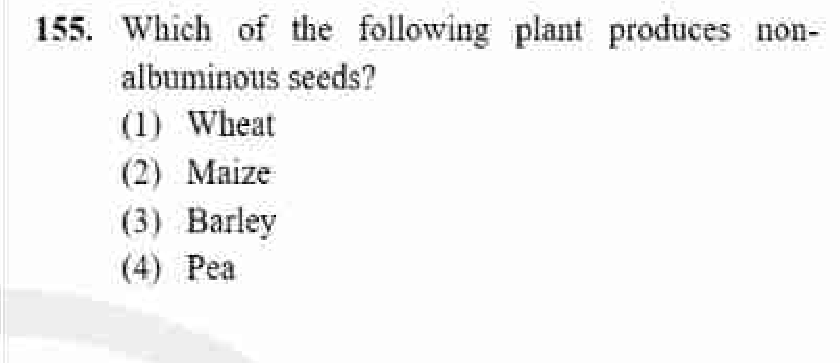 155. Which of the following plant produces non-
albuminous seeds?
(1) Wheat
(2) Maize
(3) Barley
(4) Pea